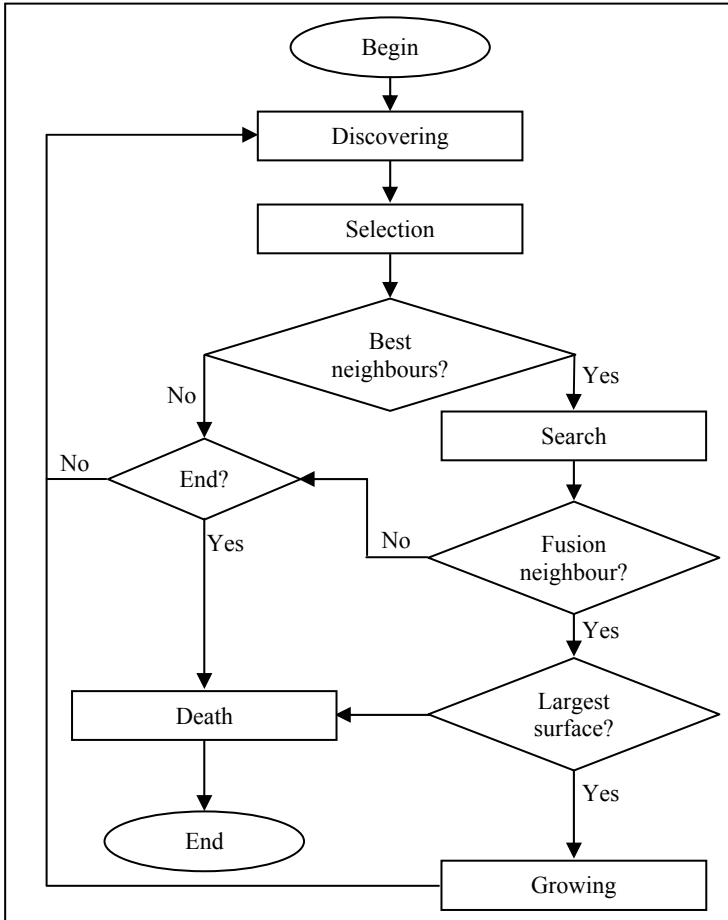 Begin
Discovering
Selection
Best
neighbours?
No
Yes
Search
No
End?
Yes
No
Fusion
neighbour?
Yes
Death
Largest
surface?
Yes
End
Growing